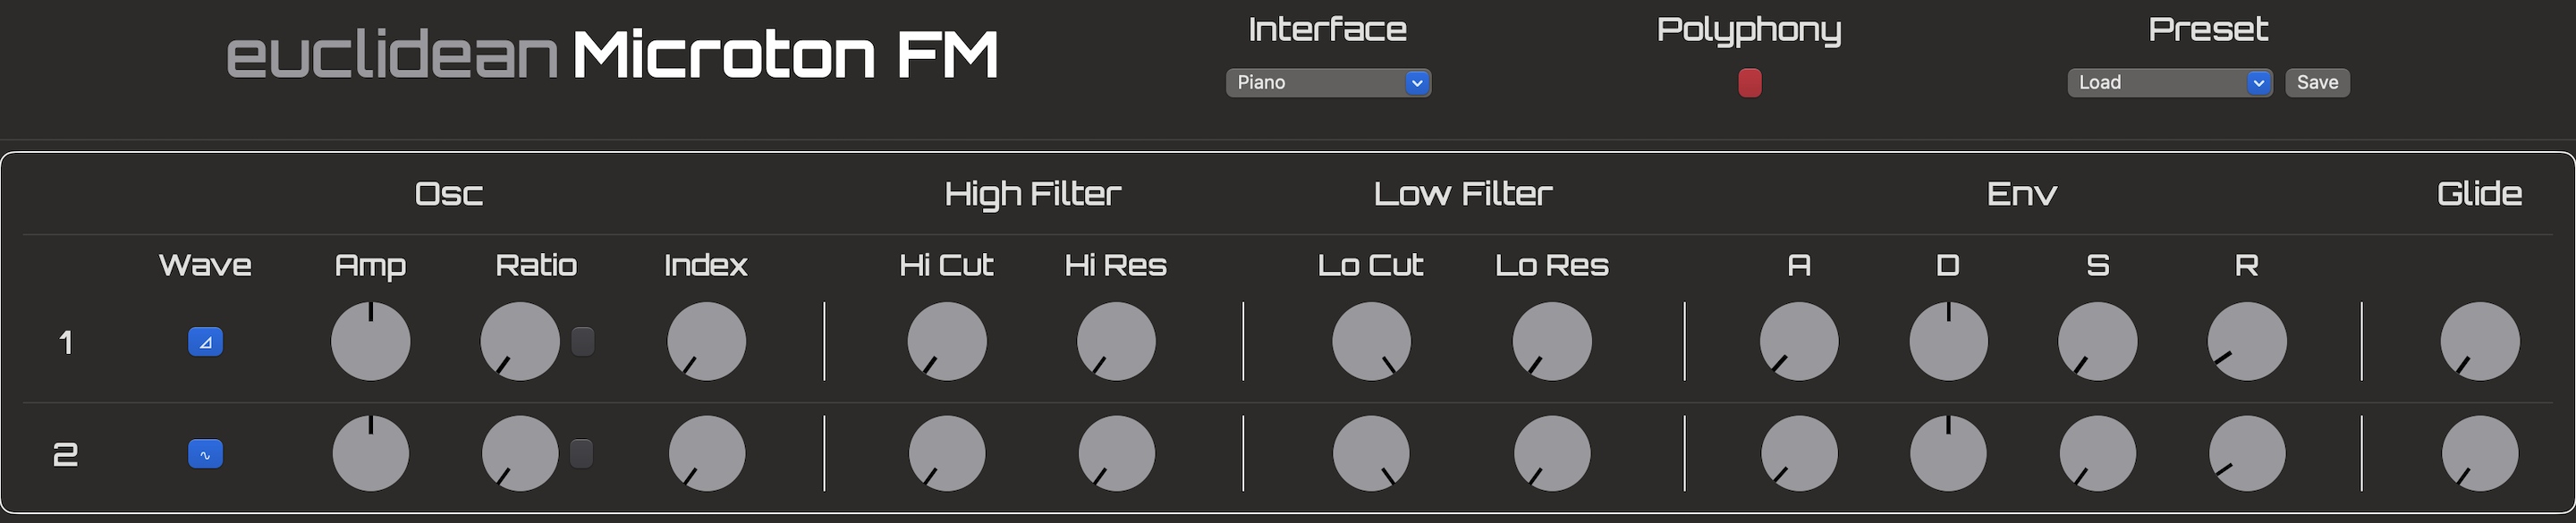 euclidean Microton FM
Interface
Piano
Polyphony
Preset
Load
Save
Osc High Filter Low Filter Env Glide
Wave Amp Ratio Index Hi Cut Hi Res Lo Cut Lo Res A D S R
1
2